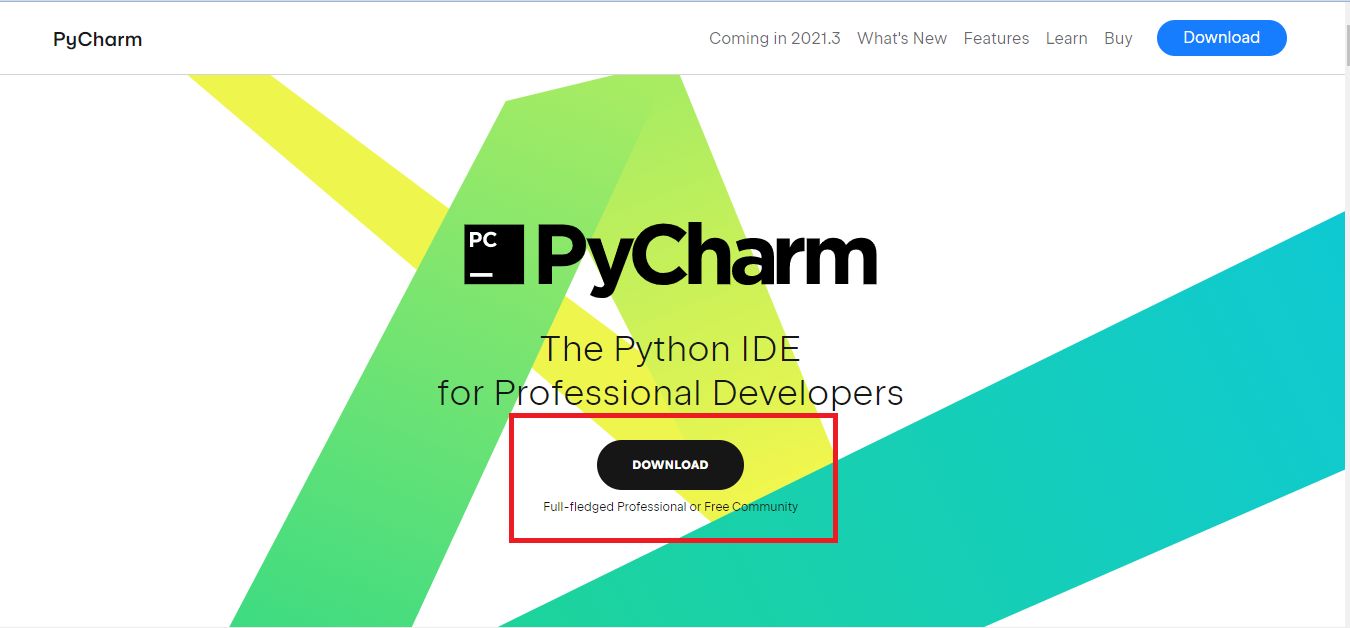 PyCharm
Coming in 2021.3 What's New Features Learn Buy Download
PC
PyCharm
The Python IDE
for Professional Developers
DOWNLOAD
Full-fledged Professional or Free Community